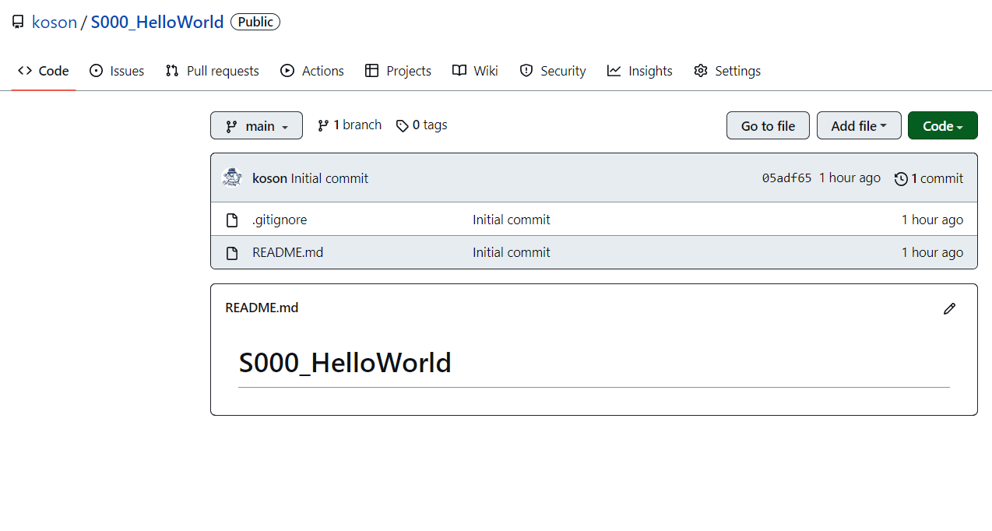 koson / S000_HelloWorld Public
Code Issues Pull requests Actions Projects Wiki Security Insights Settings
main 1 branch 0 tags Go to file Add file Code
koson Initial commit 05adf65 1 hour ago 1 commit
.gitignore Initial commit 1 hour ago
README.md Initial commit 1 hour ago
README.md
S000_HelloWorld